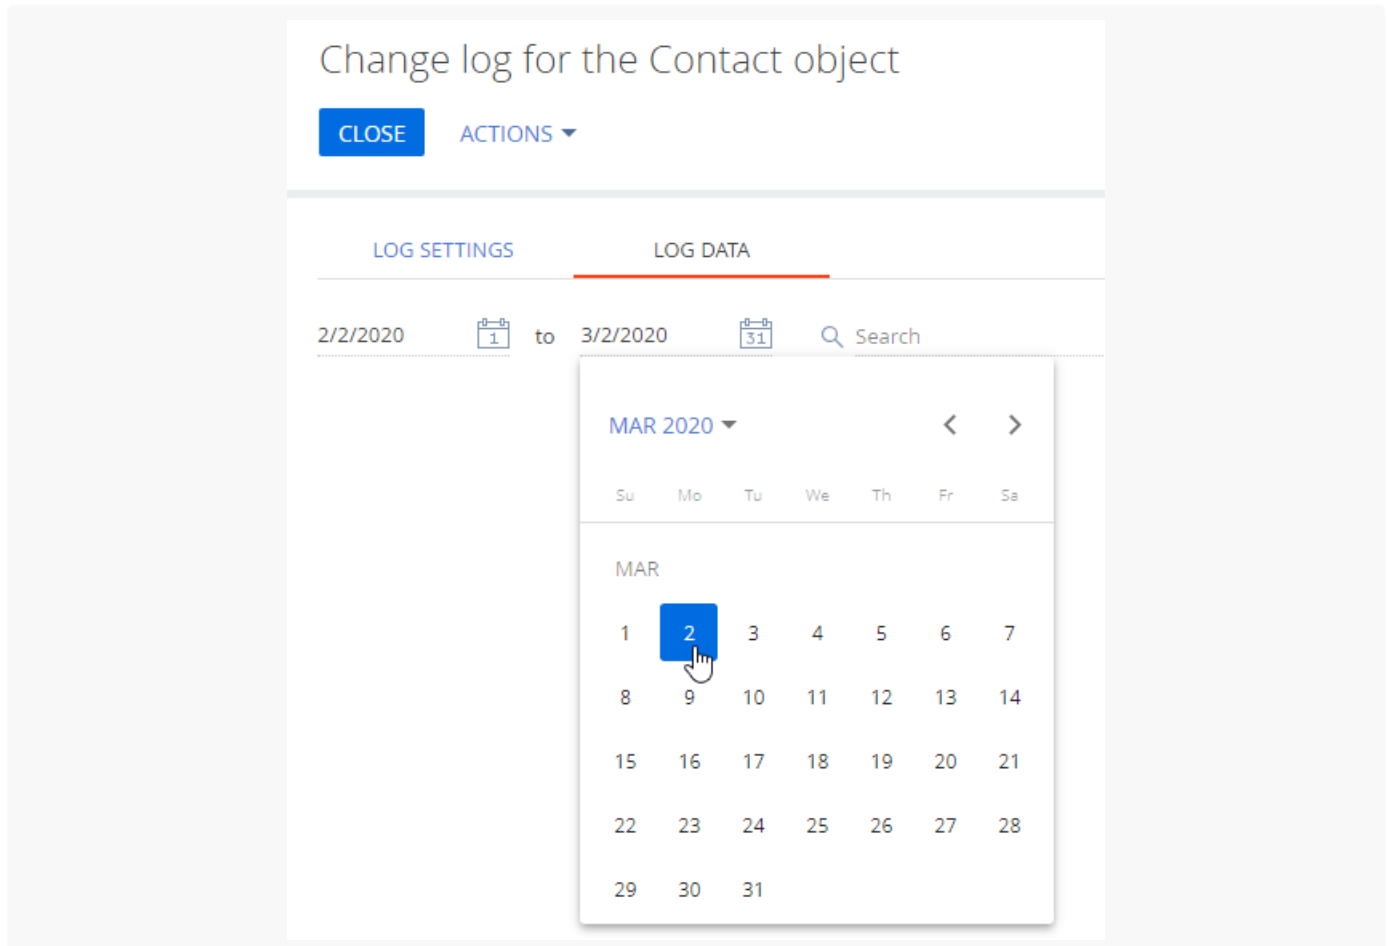 Change log for the Contact object
CLOSE ACTIONS
LOG SETTINGS LOG DATA
2/2/2020 1 to 3/2/2020 31 Search
MAR 2020
Su Mo Tu We Th Fr Sa
MAR
1 2 3 4 5 6 7
8 9 10 11 12 13 14
15 16 17 18 19 20 21
22 23 24 25 26 27 28
29 30 31